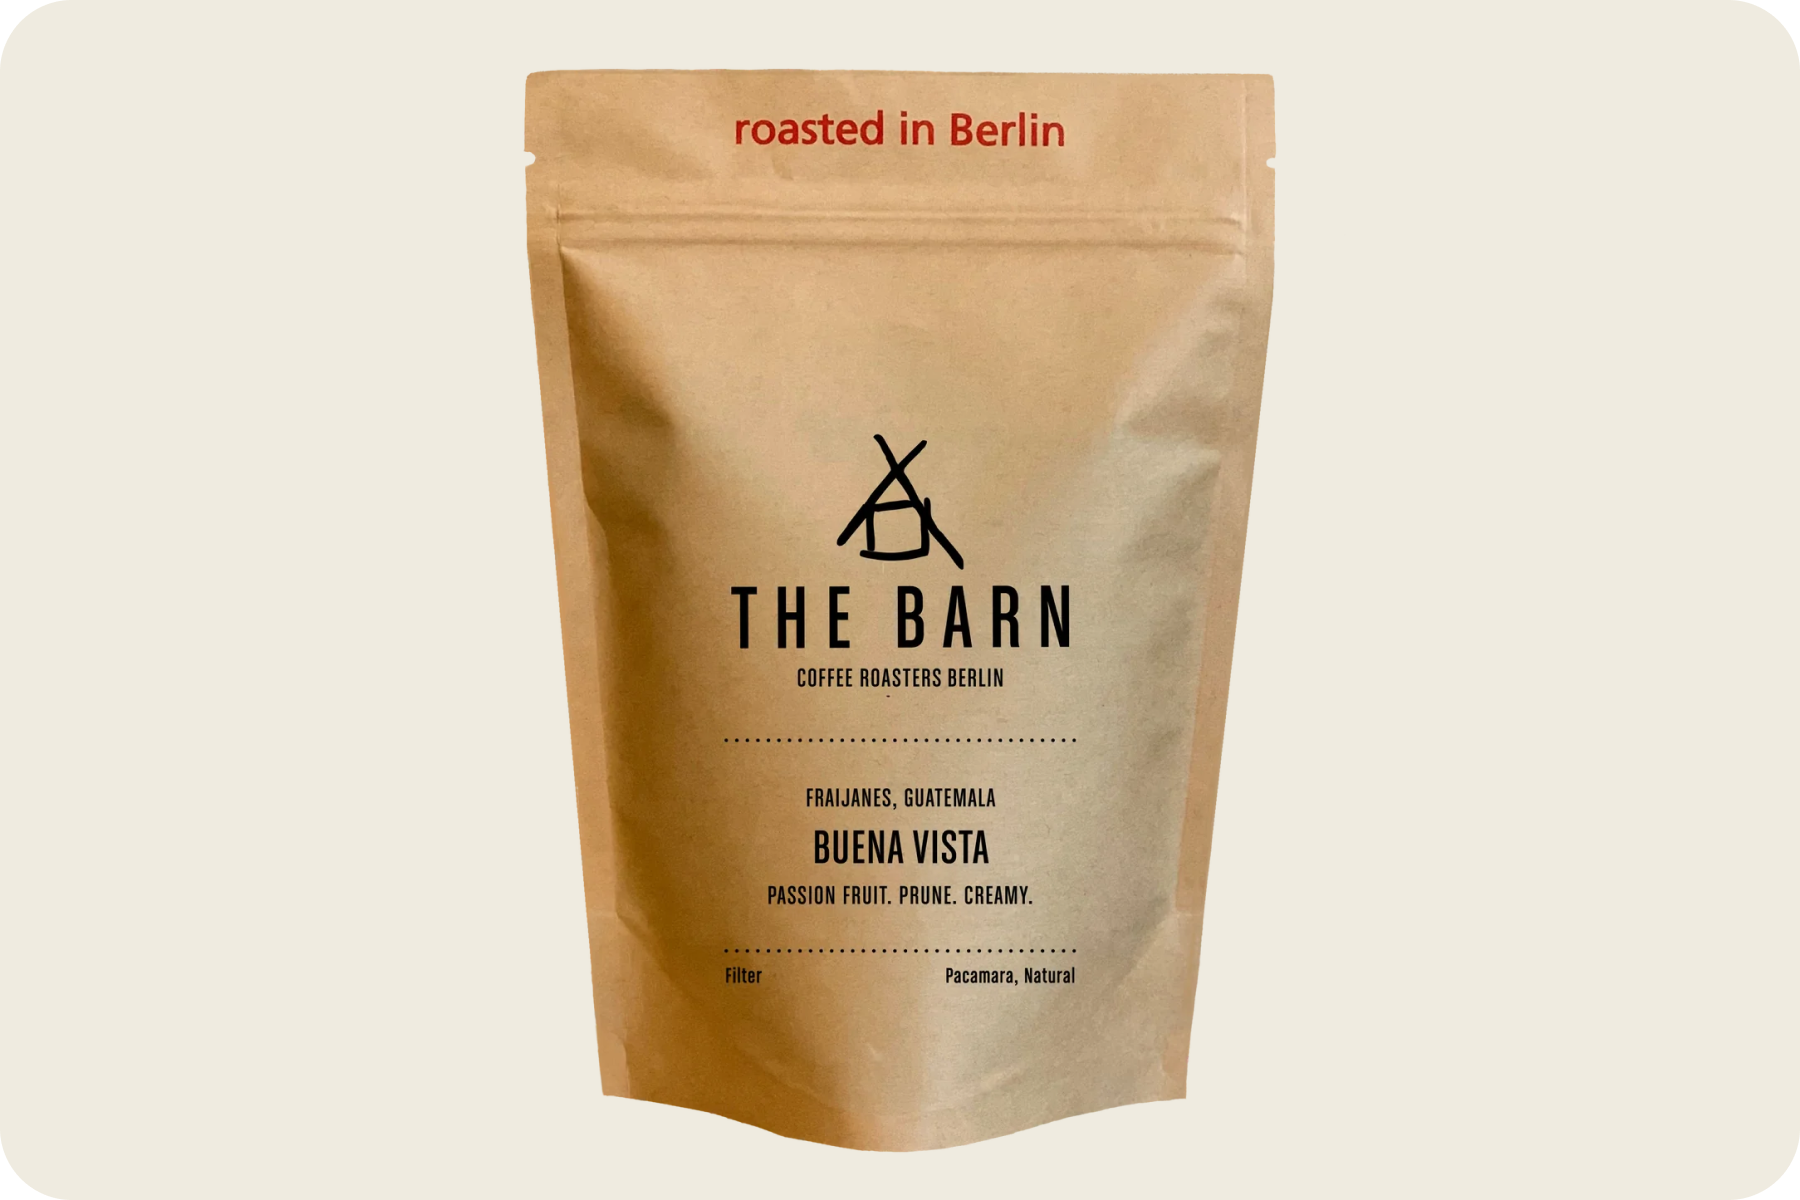 roasted in Berlin
THE BARN
COFFEE ROASTERS BERLIN
FRAIJANES, GUATEMALA
BUENA VISTA
PASSION FRUIT. PRUNE. CREAMY.
Filter Pacamara, Natural